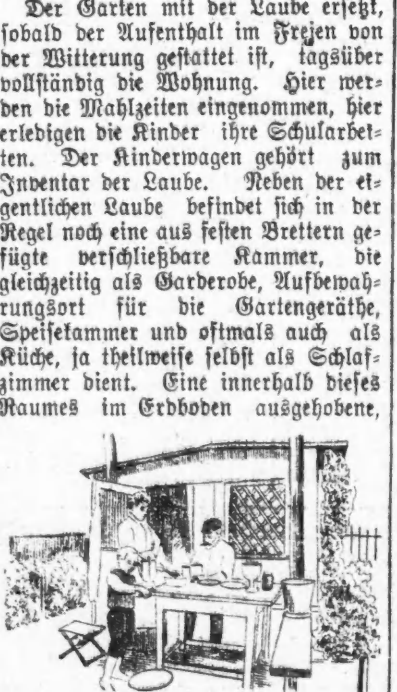 Der Garten mit der Laube ersetzt,
sobald der Aufenthalt im Freien von
der Witterung gestattet ist, tagsüber
vollständig die Wohnung. Hier wer-
den die Mahlzeiten eingenommen, hier
erledigen die Kinder ihre Schularbei-
ten. Der Kinderwagen gehört zum
Inventar der Laube. Neben der ei-
gentlichen Laube befindet sich in der
Regel noch eine aus festen Brettern ge-
fügte verschließbare Kammer, die
gleichzeitig als Garderobe, Aufbewah-
rungsort für die Gartengeräthe,
Speisekammer und oftmals auch als
Küche, ja theilweise selbst als Schlaf-
zimmer dient. Eine innerhalb dieses
Raumes im Erdboden ausgehobene,